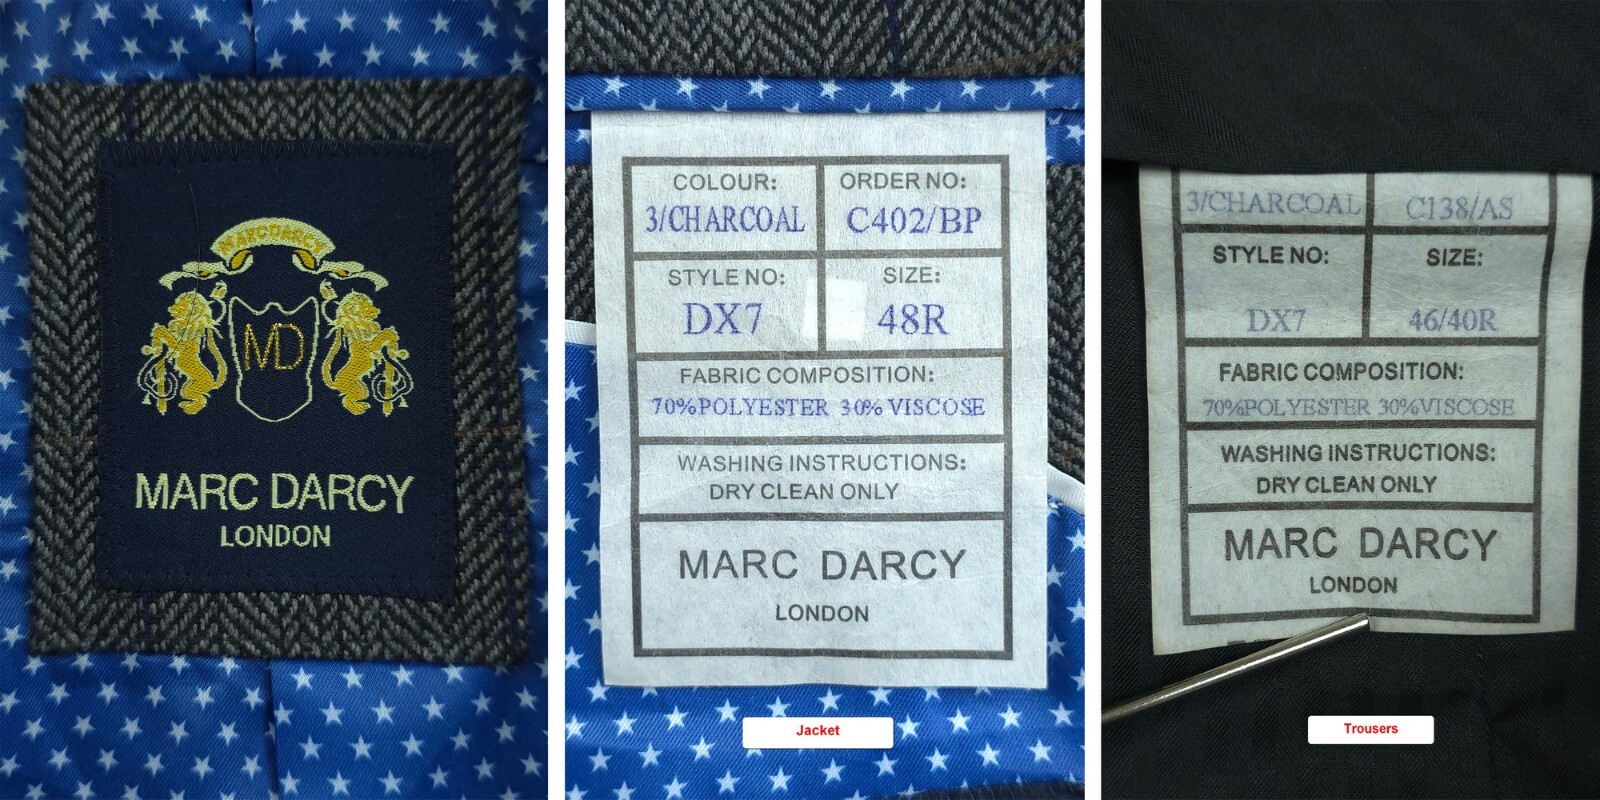 MARC DARCY
MD
MARC DARCY
LONDON
COLOUR:
3/CHARCOAL
ORDER NO:
C402/BP
STYLE NO:
DX7
SIZE:
48R
FABRIC COMPOSITION:
70%POLYESTER 30% VISCOSE
WASHING INSTRUCTIONS:
DRY CLEAN ONLY
MARC DARCY
LONDON
Jacket
3/CHARCOAL
C138/AS
STYLE NO:
DX7
SIZE:
46/40R
FABRIC COMPOSITION:
70%POLYESTER 30%VISCOSE
WASHING INSTRUCTIONS:
DRY CLEAN ONLY
MARC DARCY
LONDON
Trousers